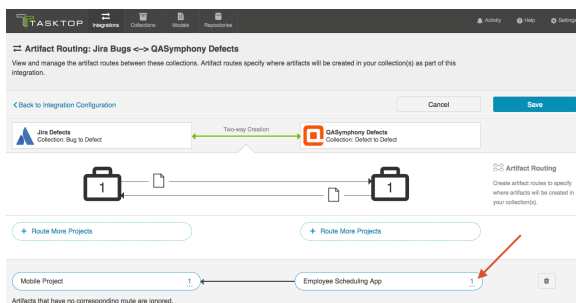 TASKTOP
Integrations
Collections
Models
Repositories
Activity
Help
Settings
Artifact Routing: Jira Bugs <--> QASymphony Defects
View and manage the artifact routes between these collections. Artifact routes specify where artifacts will be created in your collection(s) as part of this
integration.
Back to Integration Configuration
Cancel
Save
Jira Defects
Collection: Bug to Defect
Two-way Creation
QASymphony Defects
Collection: Defect to Defect
1
1
Artifact Routing
Create artifact routes to specify
where artifacts will be created in
your collection(s).
+ Route More Projects
+ Route More Projects
Mobile Project 1
Employee Scheduling App 1
Artifacts that have no corresponding route are ignored.